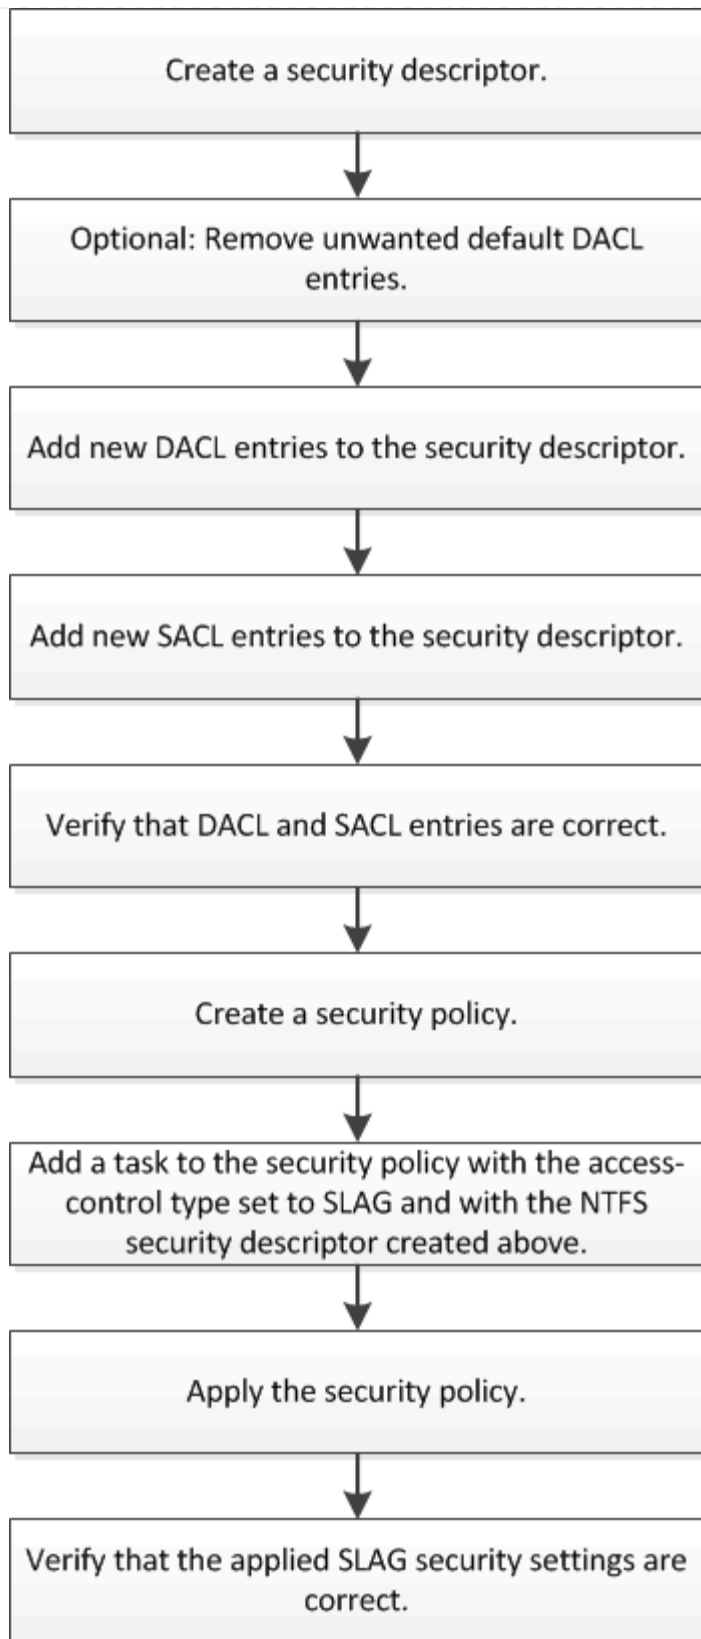 Create a security descriptor.
Optional: Remove unwanted default DACL
entries.
Add new DACL entries to the security descriptor.
Add new SACL entries to the security descriptor.
Verify that DACL and SACL entries are correct.
Create a security policy.
Add a task to the security policy with the access-
control type set to SLAG and with the NTFS
security descriptor created above.
Apply the security policy.
Verify that the applied SLAG security settings are
correct.